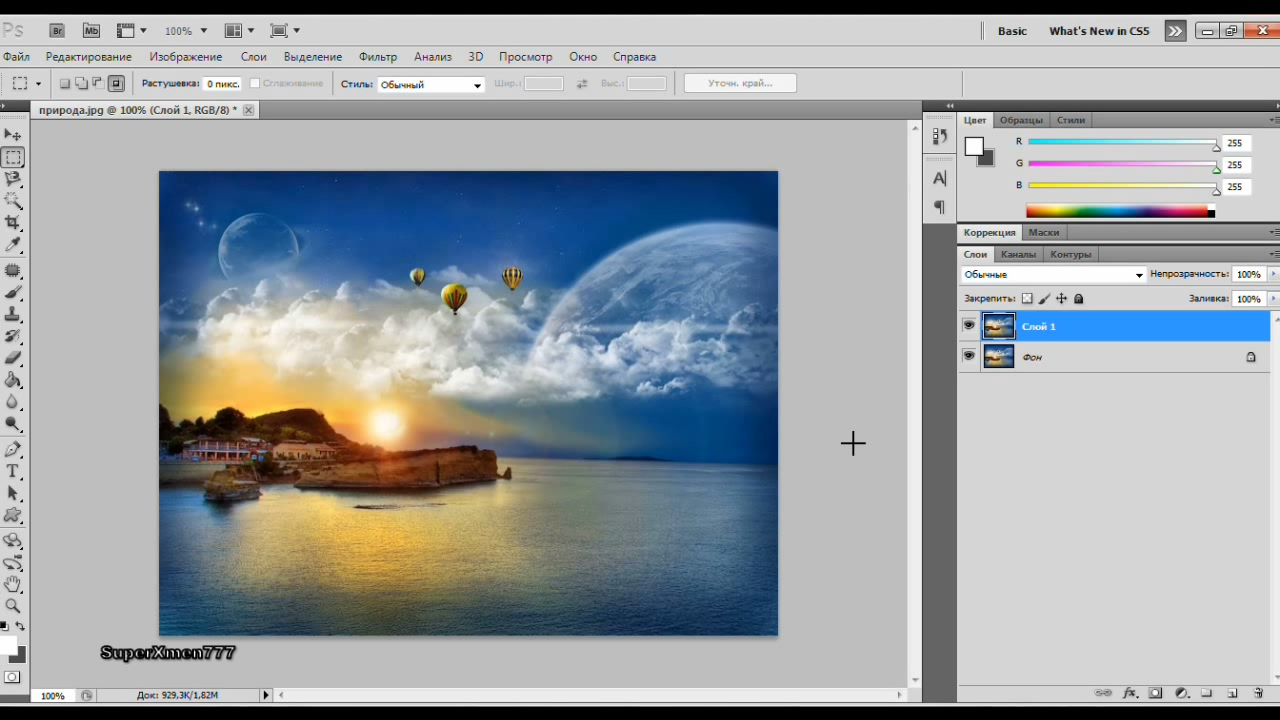 Ps Br Mb 100% Basic What's New in CS5
Файл Редактирование Изображение Слои Выделение Фильтр Анализ 3D Просмотр Окно Справка
Растушевка: 0 пикс. Сглаживание Стиль: Обычный Шир.: Выс.: Уточн. край...
природа.jpg @ 100% (Слой 1, RGB/8) *
Цвет Образцы Стили
R 255
G 255
B 255
Коррекция Маски
Слои Каналы Контуры
Обычные Непрозрачность: 100%
Закрепить: Заливка: 100%
Слой 1
Фон
SuperXmen777
100% Док: 929,3K/1,82M